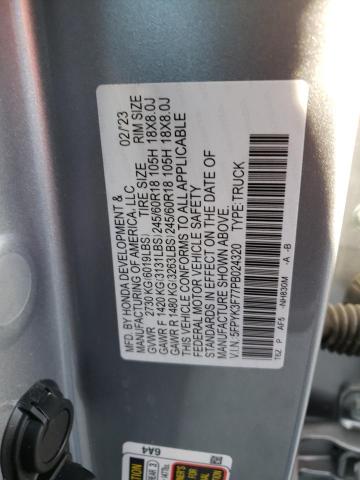 MFD. BY HONDA DEVELOPMENT & 02/23
MANUFACTURING OF AMERICA, LLC
TIRE SIZE RIM SIZE
GVWR 2730 KG(6019LBS)
GAWR F 1420 KG(3131LBS) 245/60R18 105H 18X8.0J
GAWR R 1480 KG(3263LBS) 245/60R18 105H 18X8.0J
THIS VEHICLE CONFORMS TO ALL APPLICABLE
FEDERAL MOTOR VEHICLE SAFETY
STANDARDS IN EFFECT ON THE DATE OF
MANUFACTURE SHOWN ABOVE.
V.I.N.: 5FPYK3F77PB024320 TYPE:TRUCK
T6Z P Y AF5 NH830M -A -B
6A4